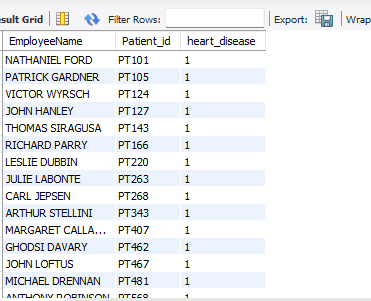 sult Grid Filter Rows: Export: Wrap
EmployeeName Patient_id heart_disease
NATHANIEL FORD PT101 1
PATRICK GARDNER PT105 1
VICTOR WYRSCH PT124 1
JOHN HANLEY PT127 1
THOMAS SIRAGUSA PT143 1
RICHARD PARRY PT166 1
LESLIE DUBBIN PT220 1
JULIE LABONTE PT263 1
CARL JEPSEN PT268 1
ARTHUR STELLINI PT343 1
MARGARET CALLA... PT407 1
GHODSI DAVARY PT462 1
JOHN LOFTUS PT467 1
MICHAEL DRENNAN PT481 1
ANTHONY ROBINSON PT568 1